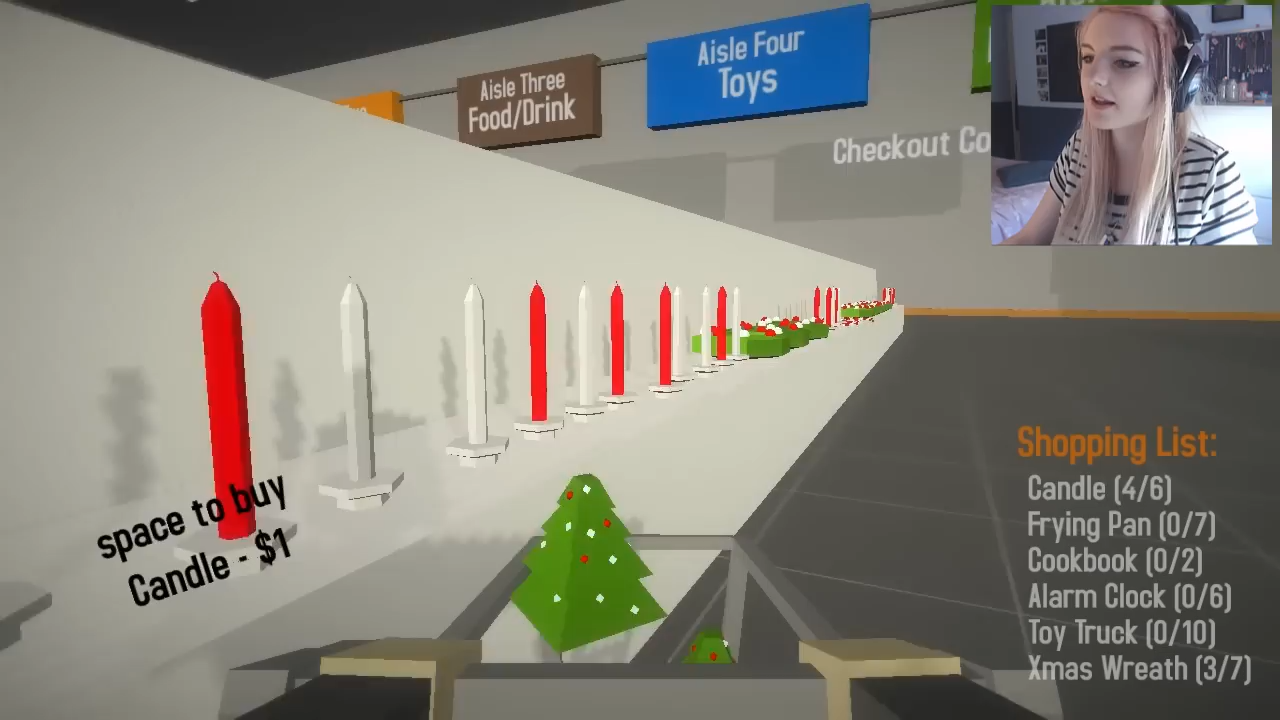 Aisle Three
Food/Drink
Aisle Four
Toys
Checkout Co
space to buy
Candle - $1
Shopping List:
Candle (4/6)
Frying Pan (0/7)
Cookbook (0/2)
Alarm Clock (0/6)
Toy Truck (0/10)
Xmas Wreath (3/7)